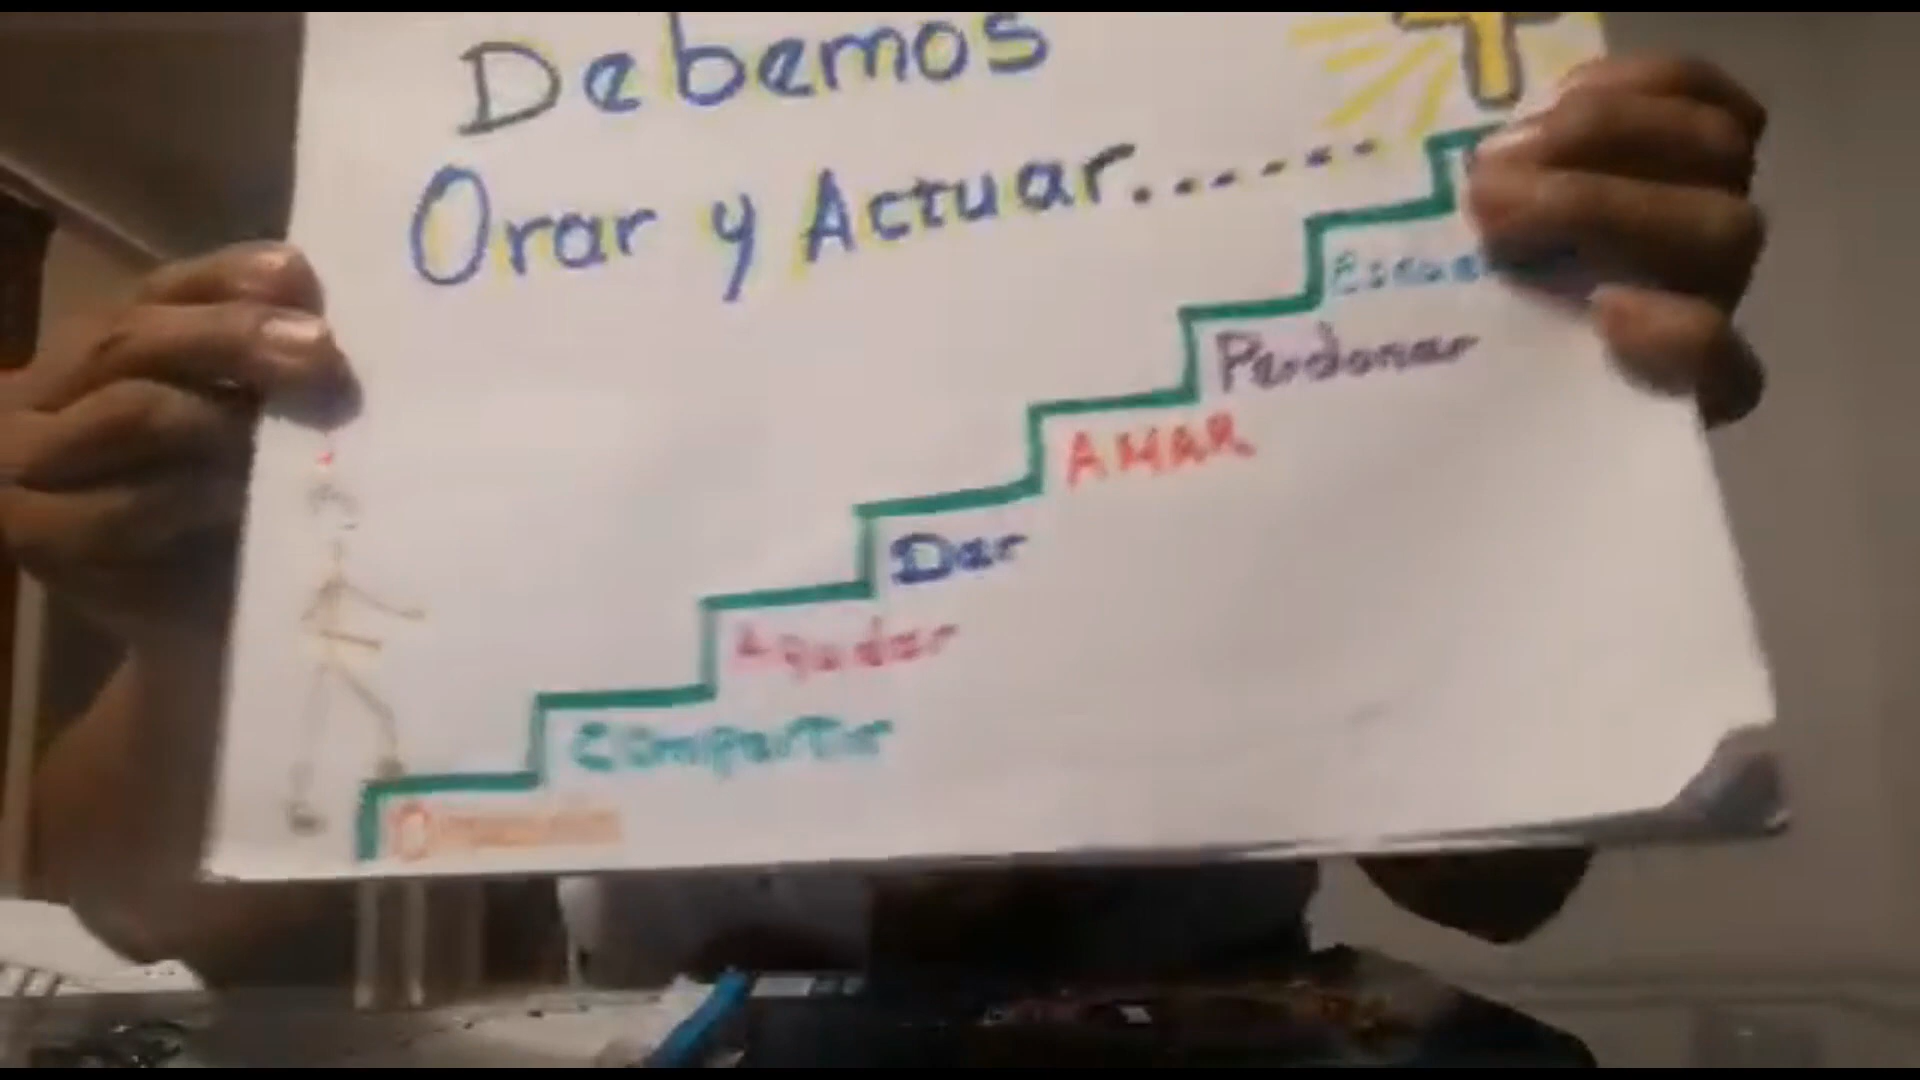 Debemos
Orar y Actuar.......
Perdonar
AMAR
Dar
Ayudar
Compartir